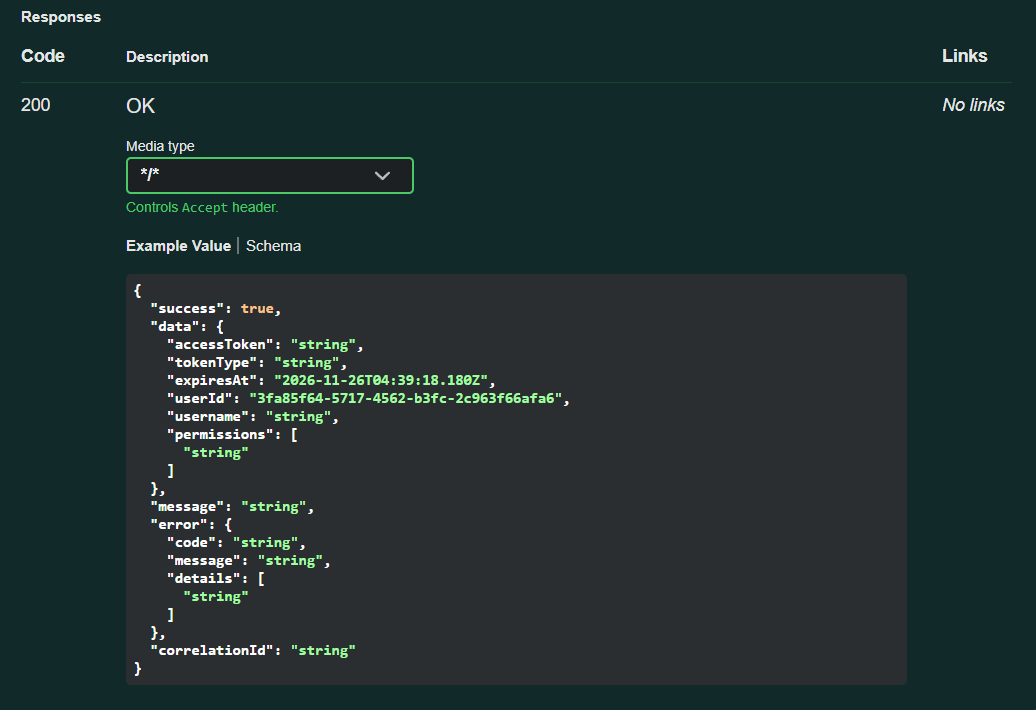 Responses
Code Description Links
200 OK No links
Media type
*/*
Controls Accept header.
Example Value | Schema
{
  "success": true,
  "data": {
    "accessToken": "string",
    "tokenType": "string",
    "expiresAt": "2026-11-26T04:39:18.180Z",
    "userId": "3fa85f64-5717-4562-b3fc-2c963f66afa6",
    "username": "string",
    "permissions": [
      "string"
    ]
  },
  "message": "string",
  "error": {
    "code": "string",
    "message": "string",
    "details": [
      "string"
    ]
  },
  "correlationId": "string"
}